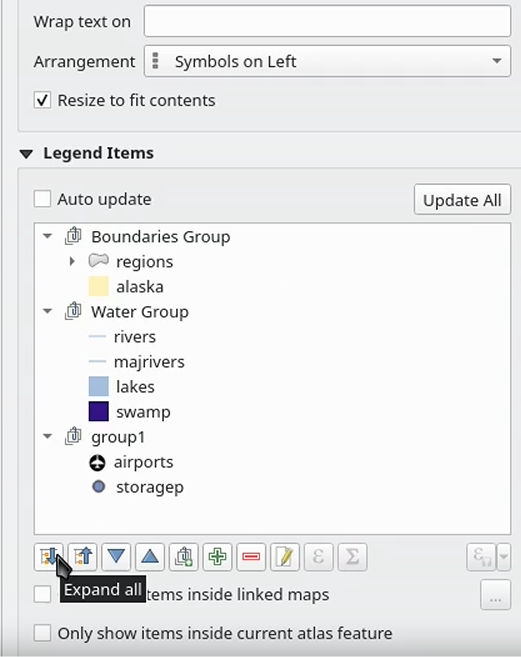 Wrap text on
Arrangement
Symbols on Left
Resize to fit contents
Legend Items
Auto update
Update All
Boundaries Group
regions
alaska
Water Group
rivers
majrivers
lakes
swamp
group1
airports
storagep
ε
Σ
ε
Expand all
tems inside linked maps
...
Only show items inside current atlas feature